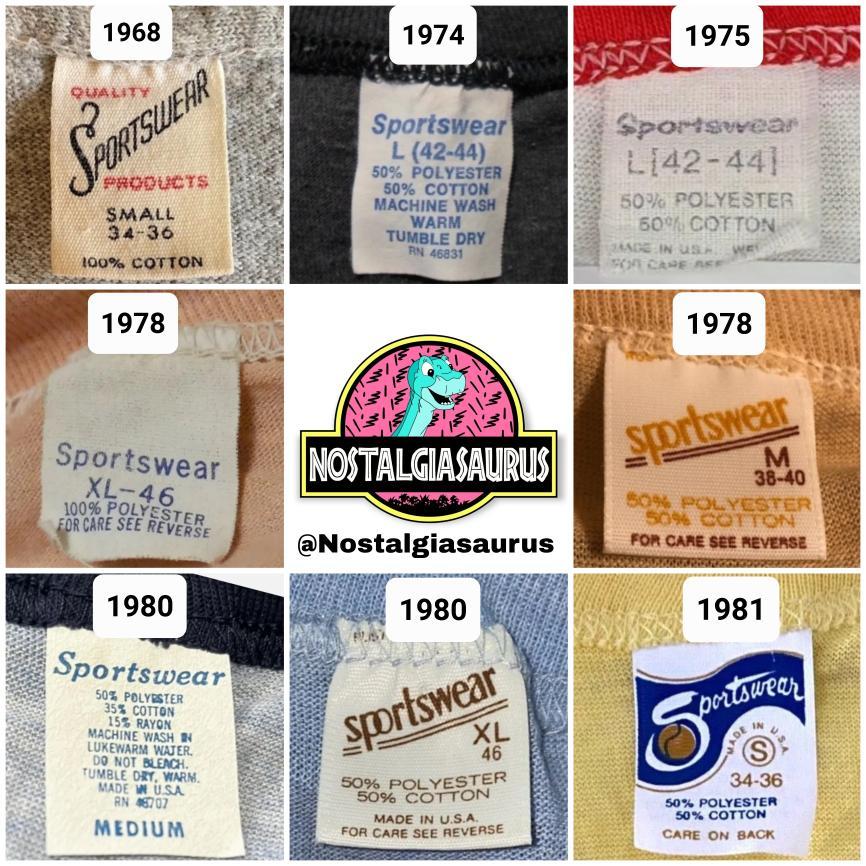 1968
QUALITY
SPORTSWEAR
PRODUCTS
SMALL
34-36
100% COTTON
1974
Sportswear
L (42-44)
50% POLYESTER
50% COTTON
MACHINE WASH
WARM
TUMBLE DRY
RN 46831
1975
Sportswear
L[42-44]
50% POLYESTER
50% COTTON
MADE IN U.S.A.
FOR CARE SEE
1978
Sportswear
XL-46
100% POLYESTER
FOR CARE SEE REVERSE
NOSTALGIASAURUS
@Nostalgiasaurus
1978
sportswear
M
38-40
50% POLYESTER
50% COTTON
FOR CARE SEE REVERSE
1980
Sportswear
50% POLYESTER
35% COTTON
15% RAYON
MACHINE WASH IN
LUKEWARM WATER.
DO NOT BLEACH.
TUMBLE DRY, WARM.
MADE IN U.S.A.
RN 46707
MEDIUM
1980
sportswear
XL
46
50% POLYESTER
50% COTTON
MADE IN U.S.A.
FOR CARE SEE REVERSE
1981
Sportswear
MADE IN U.S.A.
S
34-36
50% POLYESTER
50% COTTON
CARE ON BACK